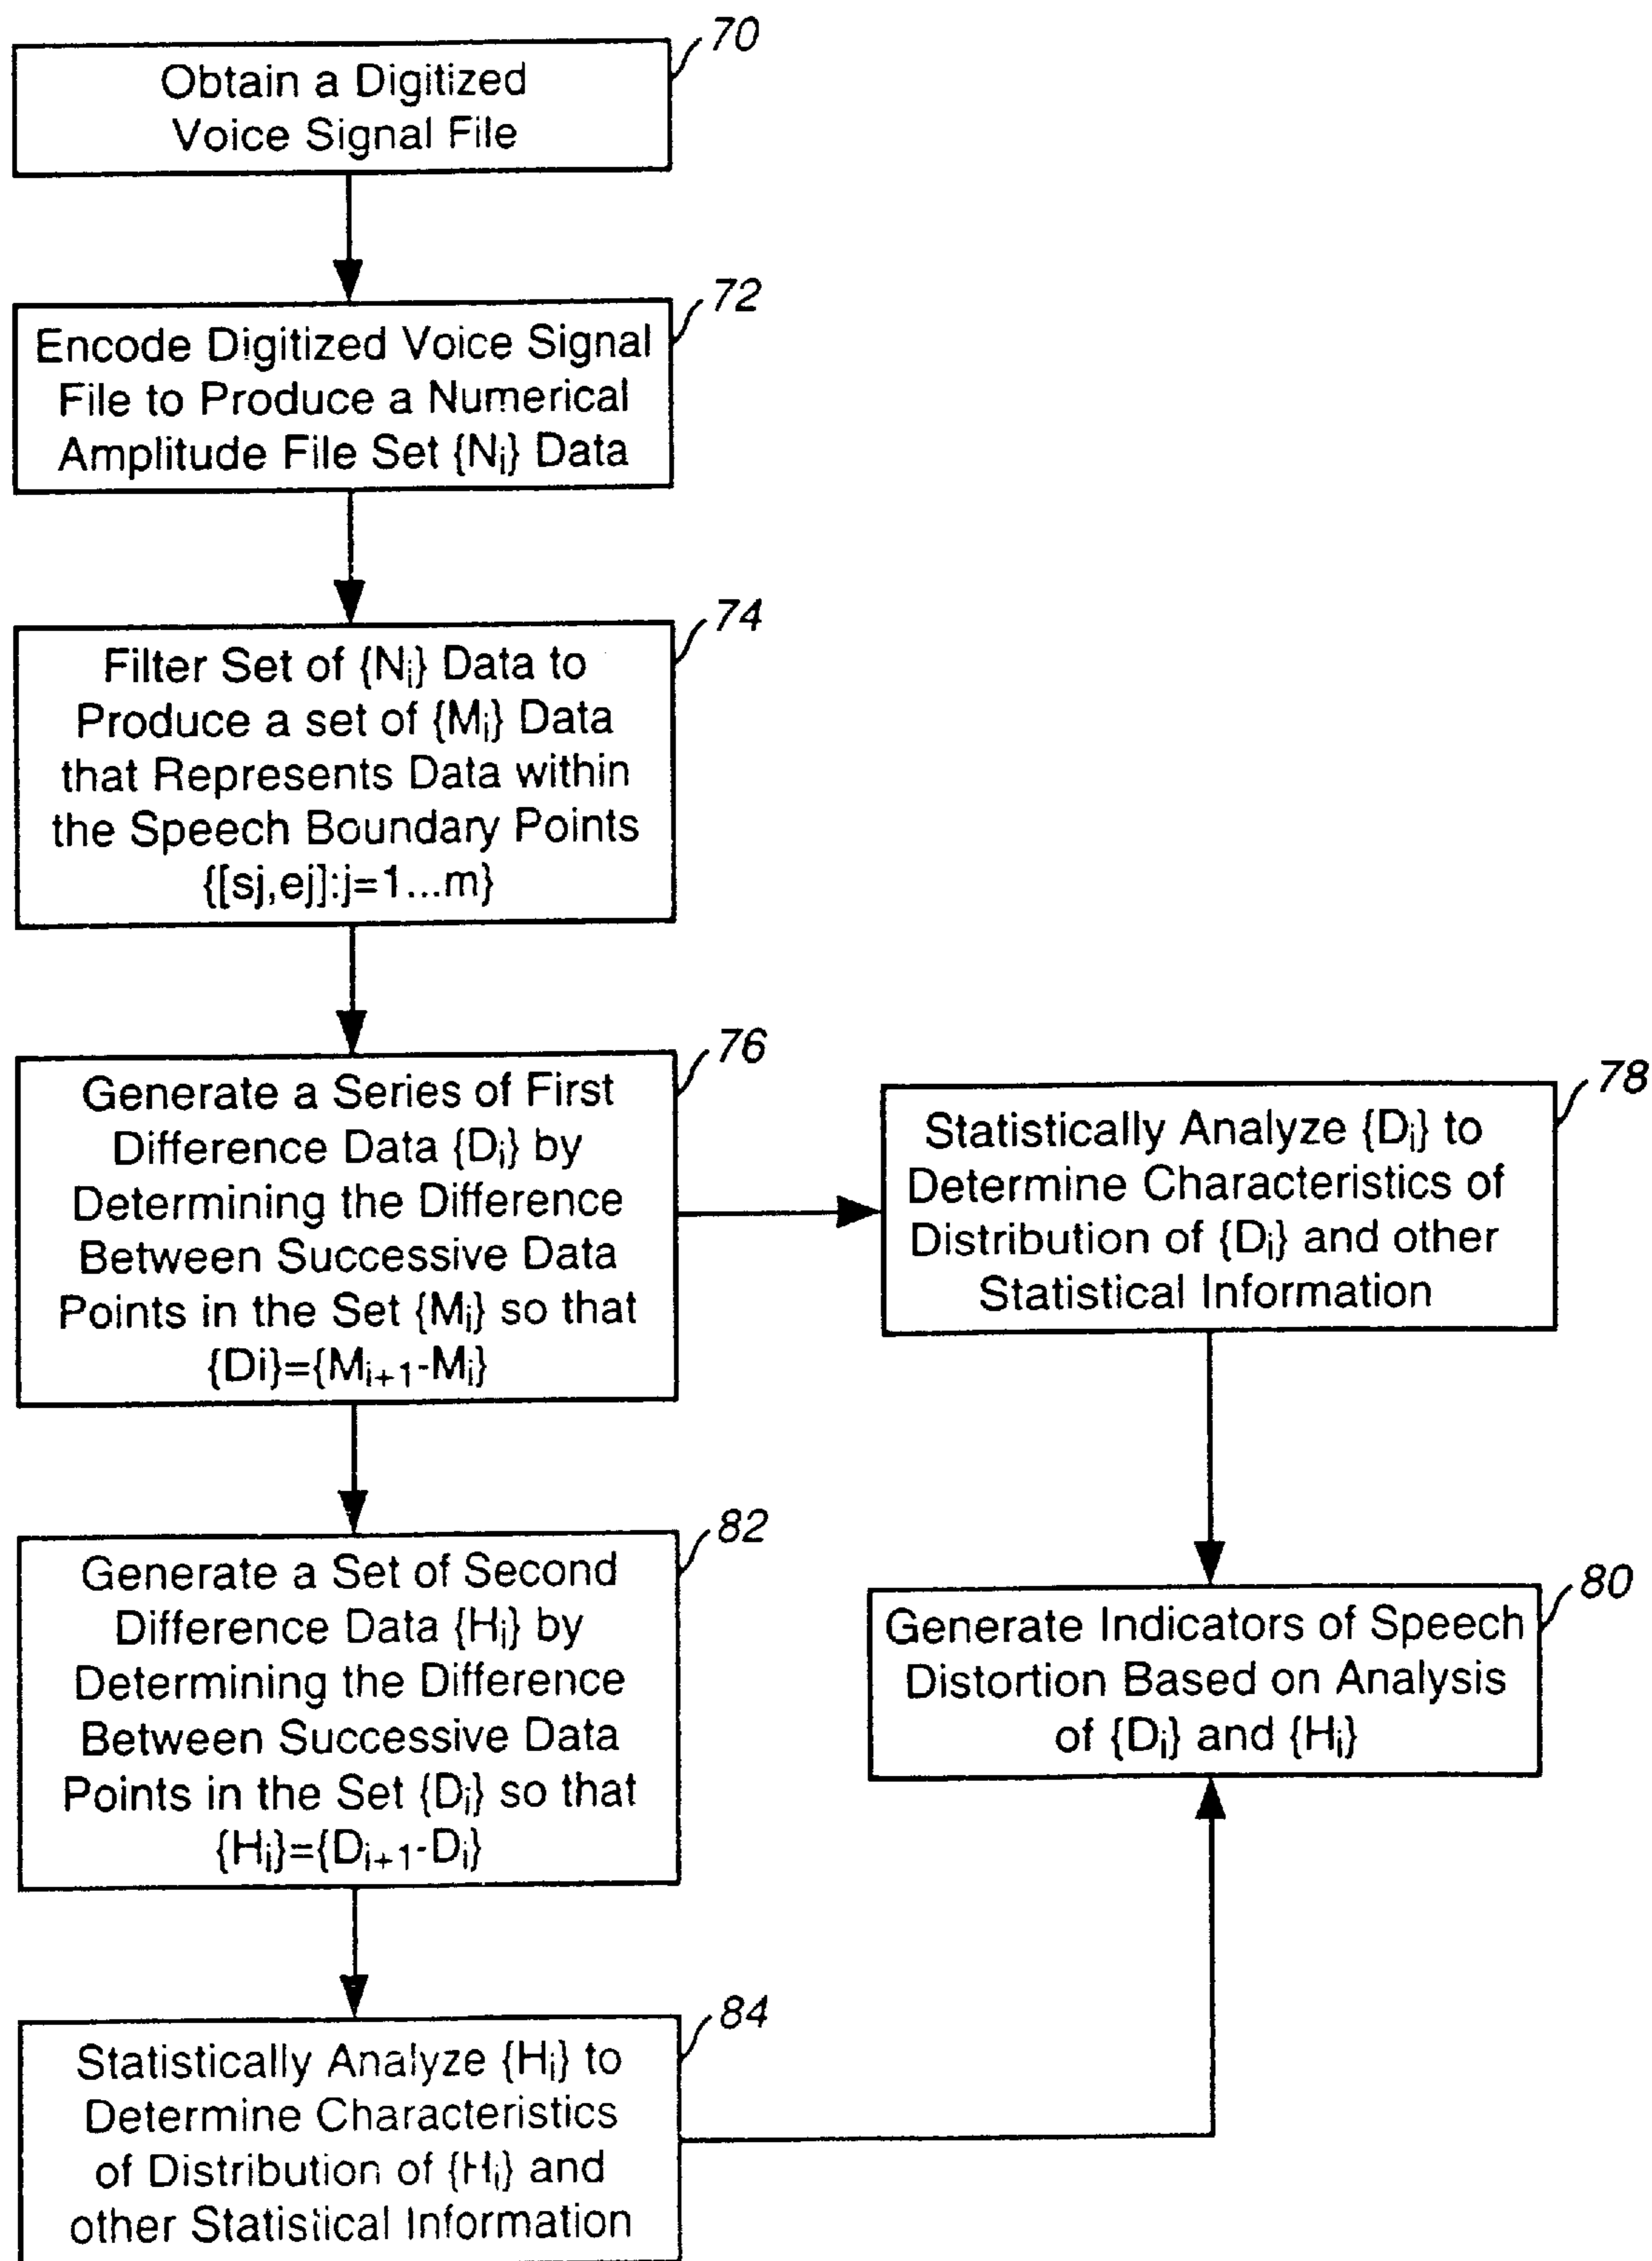 70
Obtain a Digitized
Voice Signal File
72
Encode Digitized Voice Signal
File to Produce a Numerical
Amplitude File Set {Ni} Data
74
Filter Set of {Ni} Data to
Produce a set of {Mi} Data
that Represents Data within
the Speech Boundary Points
{[sj,ej]:j=1...m}
76
Generate a Series of First
Difference Data {Di} by
Determining the Difference
Between Successive Data
Points in the Set {Mi} so that
{Di}={Mi+1-Mi}
78
Statistically Analyze {Di} to
Determine Characteristics of
Distribution of {Di} and other
Statistical Information
82
Generate a Set of Second
Difference Data {Hi} by
Determining the Difference
Between Successive Data
Points in the Set {Di} so that
{Hi}={Di+1-Di}
80
Generate Indicators of Speech
Distortion Based on Analysis
of {Di} and {Hi}
84
Statistically Analyze {Hi} to
Determine Characteristics
of Distribution of {Hi} and
other Statistical Information